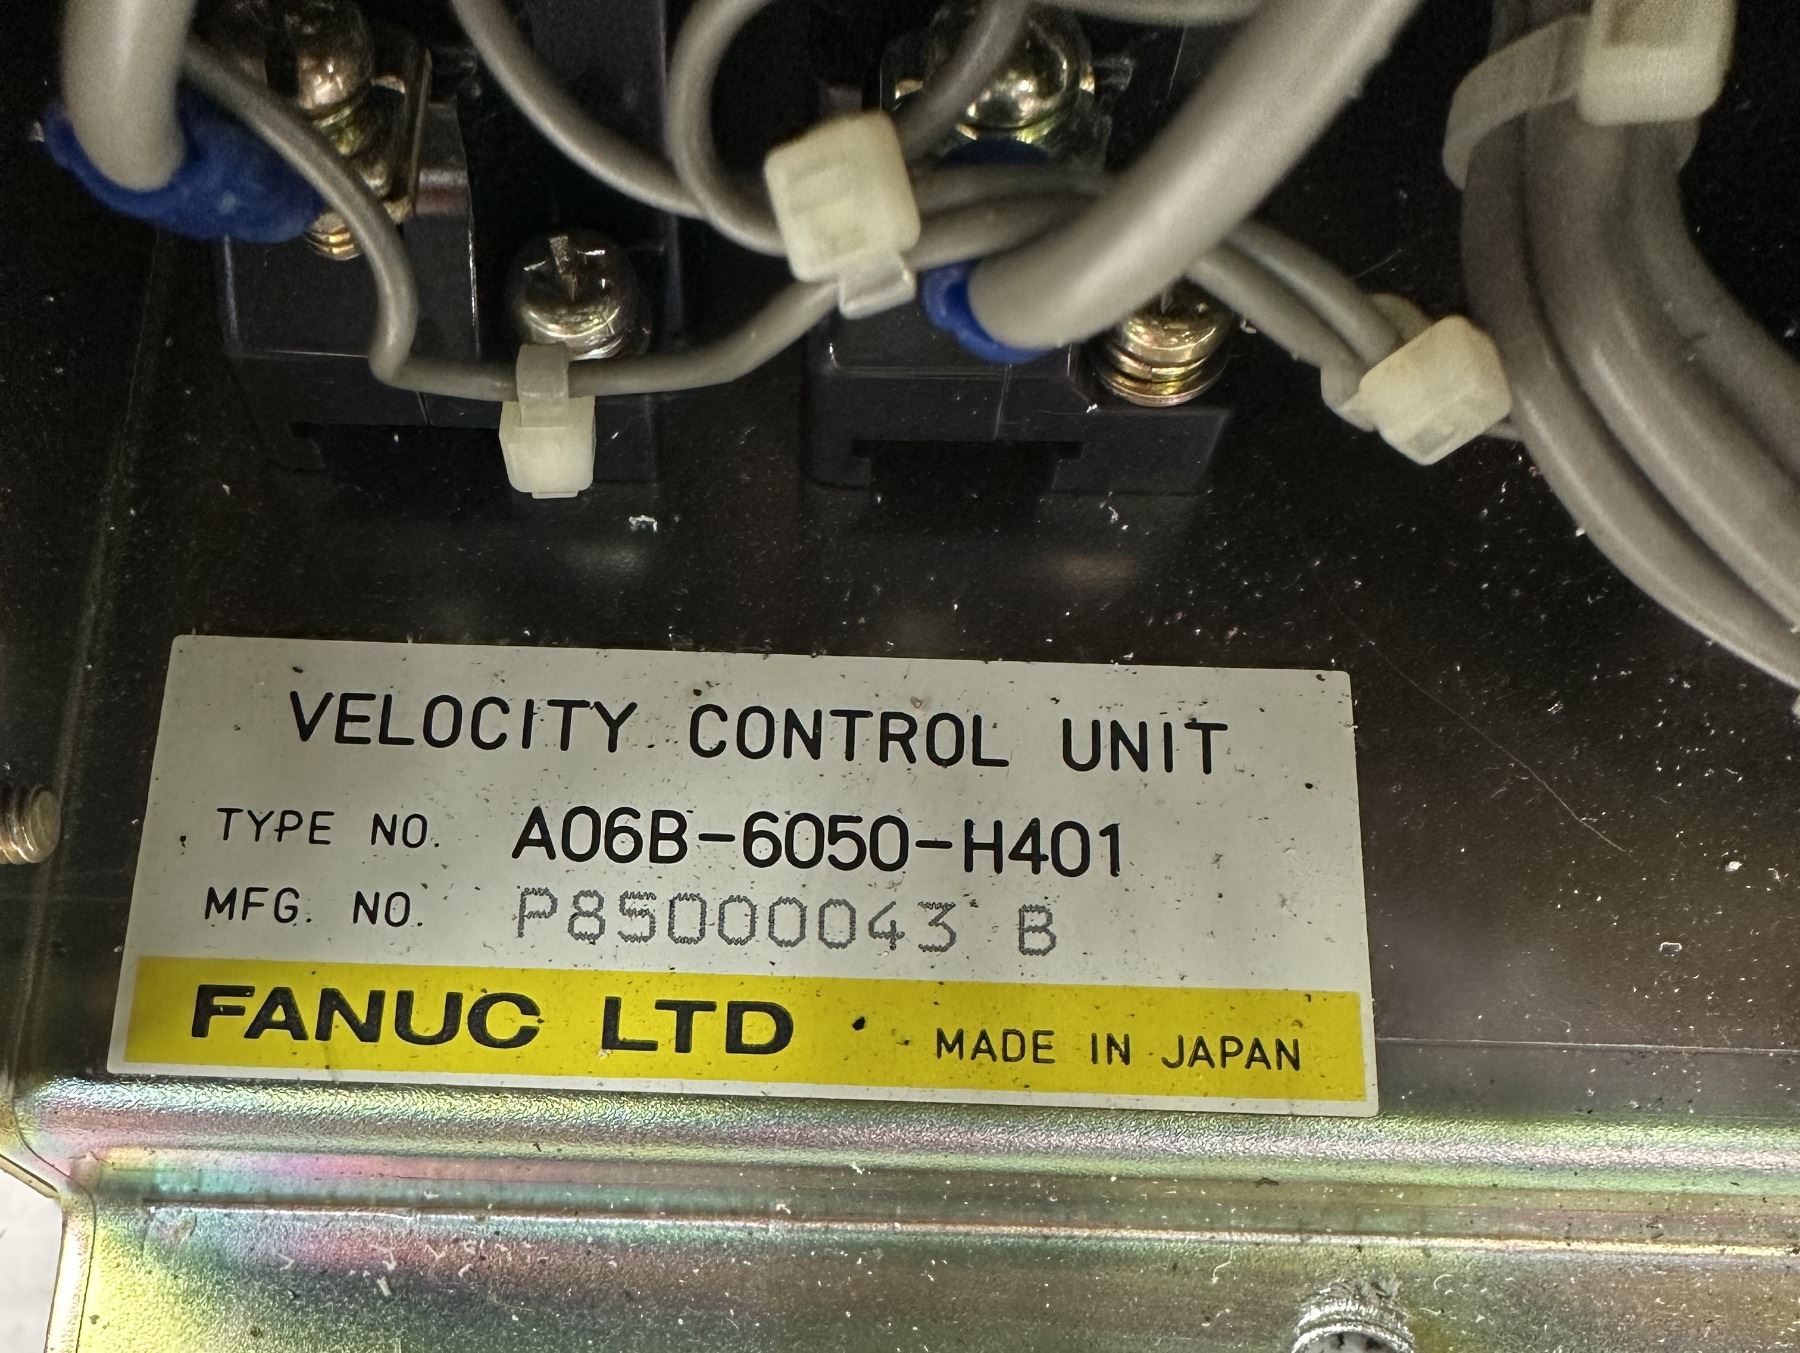 VELOCITY CONTROL UNIT
TYPE NO. A06B-6050-H401
MFG. NO. P85000043 B
FANUC LTD MADE IN JAPAN